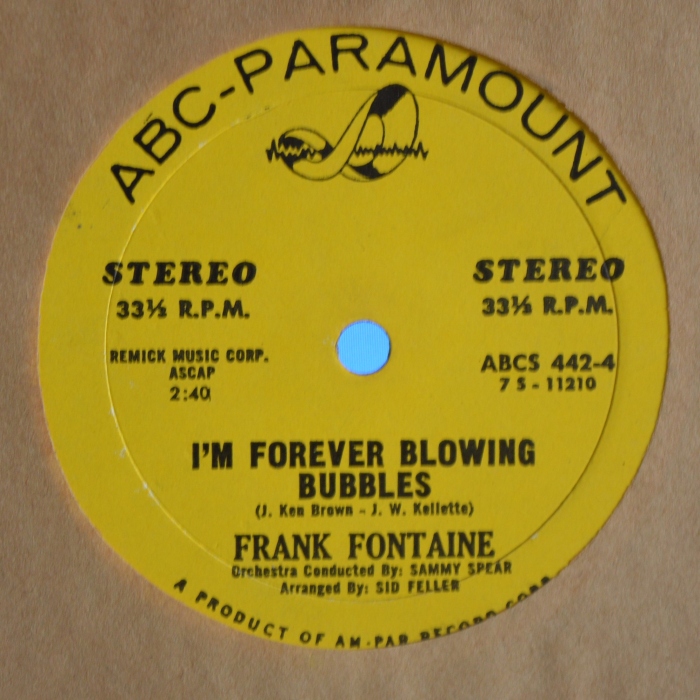 ABC-PARAMOUNT
STEREO
33⅓ R.P.M.
REMICK MUSIC CORP.
ASCAP
2:40
STEREO
33⅓ R.P.M.
ABCS 442-4
7 S - 11210
I'M FOREVER BLOWING
BUBBLES
(J. Ken Brown - J. W. Kellette)
FRANK FONTAINE
Orchestra Conducted By: SAMMY SPEAR
Arranged By: SID FELLER
A PRODUCT OF AM-PAR RECORD CORP.